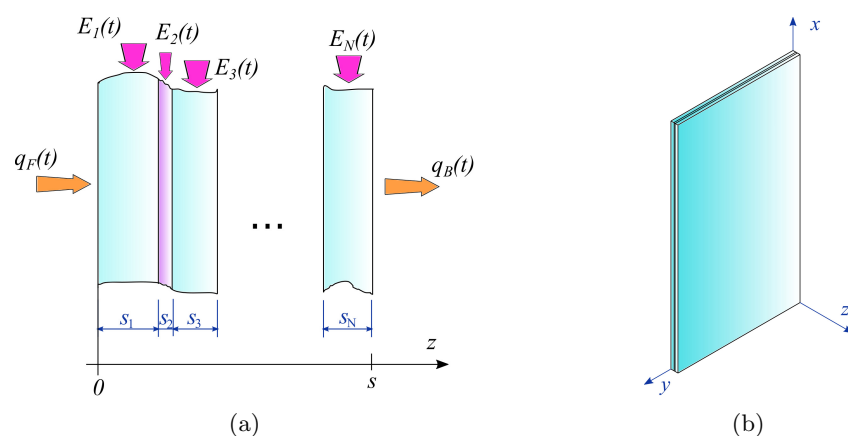 E1(t)
E2(t)
E3(t)
EN(t)
qF(t)
qB(t)
...
s1
s2
s3
sN
z
0
s
(a)
x
z
y
(b)